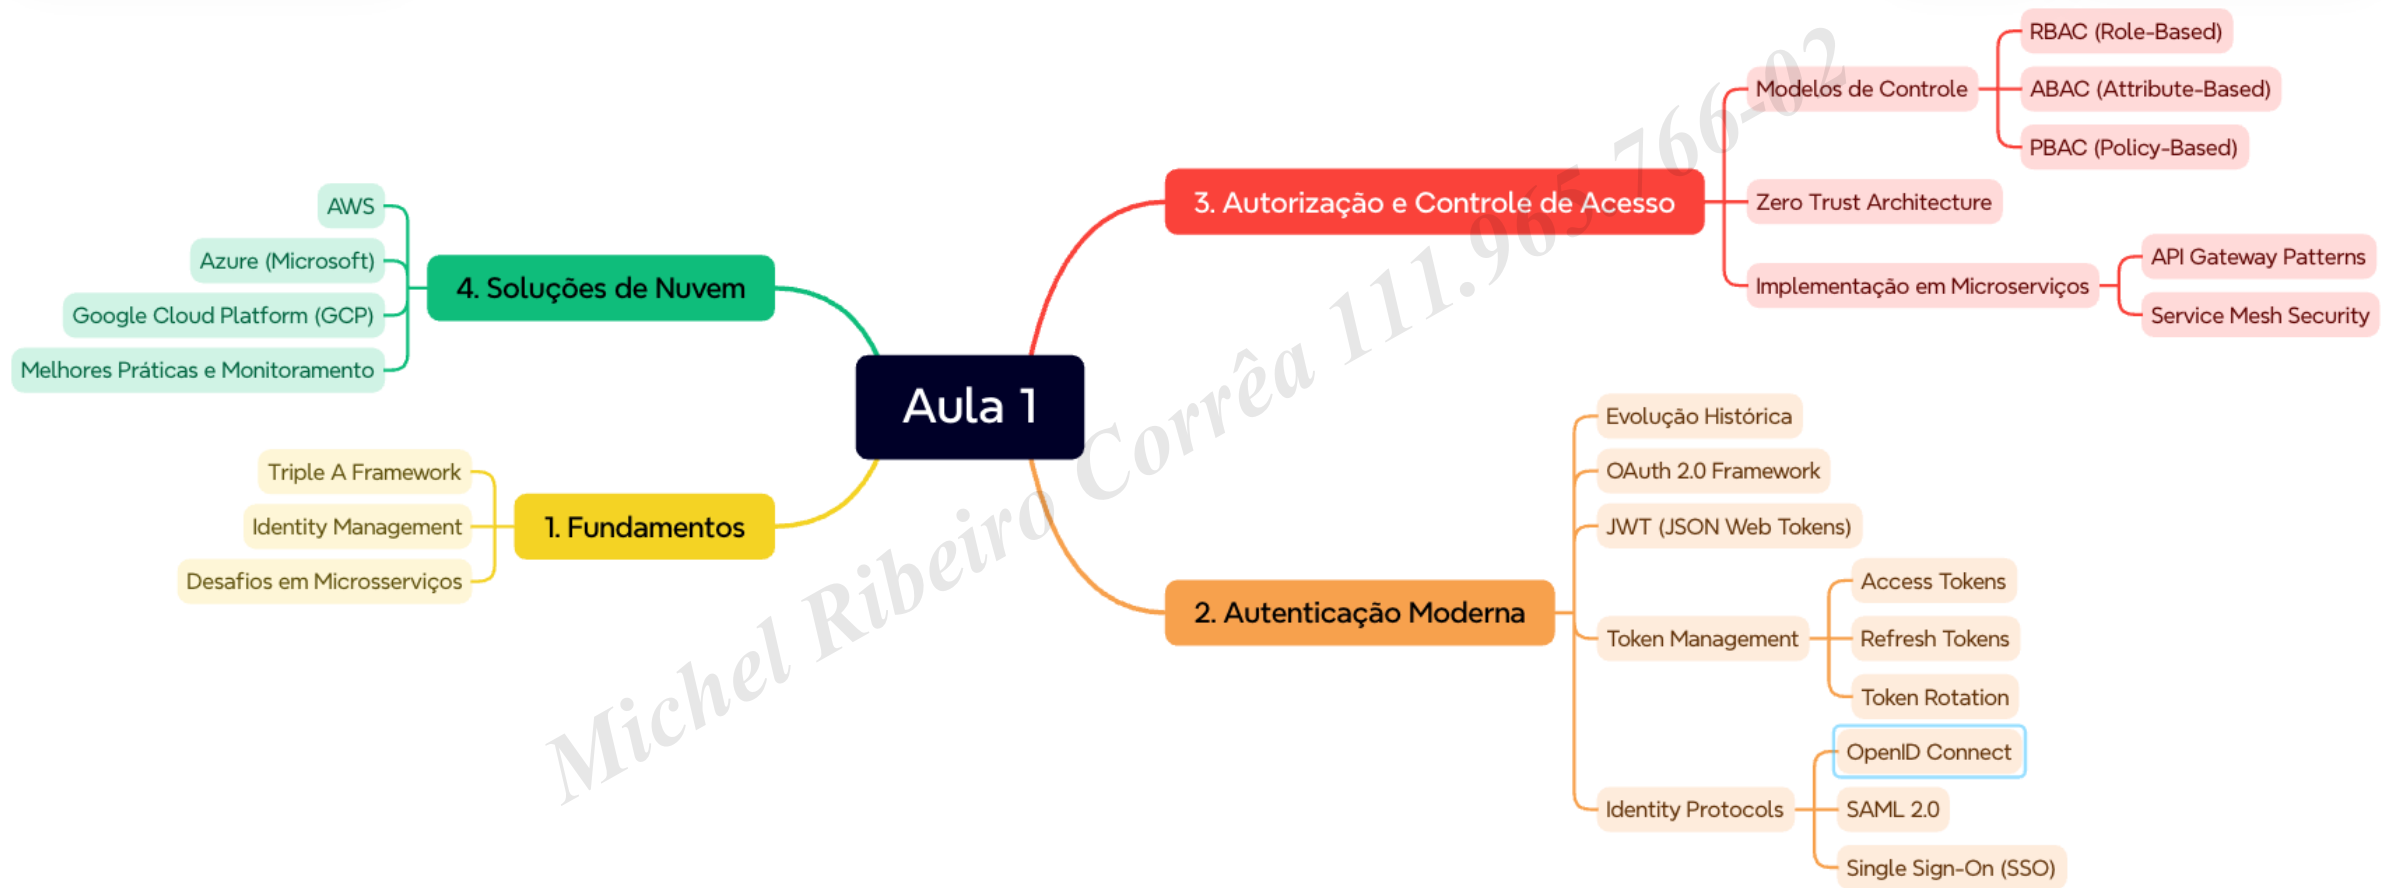 Aula 1
1. Fundamentos
Triple A Framework
Identity Management
Desafios em Microsserviços
2. Autenticação Moderna
Evolução Histórica
OAuth 2.0 Framework
JWT (JSON Web Tokens)
Token Management
Access Tokens
Refresh Tokens
Token Rotation
Identity Protocols
OpenID Connect
SAML 2.0
Single Sign-On (SSO)
3. Autorização e Controle de Acesso
Modelos de Controle
RBAC (Role-Based)
ABAC (Attribute-Based)
PBAC (Policy-Based)
Zero Trust Architecture
Implementação em Microserviços
API Gateway Patterns
Service Mesh Security
4. Soluções de Nuvem
AWS
Azure (Microsoft)
Google Cloud Platform (GCP)
Melhores Práticas e Monitoramento
Michel Ribeiro Corrêa 111.965.766-02